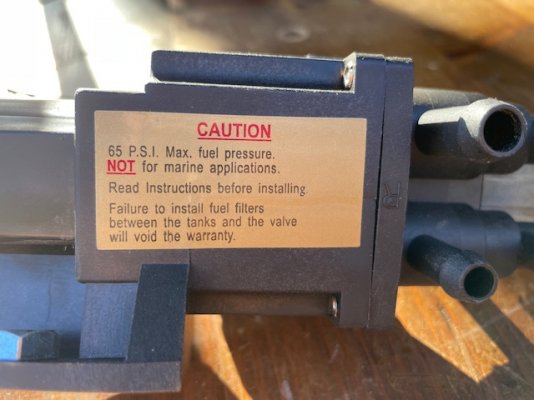 CAUTION
65 P.S.I. Max. fuel pressure.
NOT for marine applications.
Read Instructions before installing.
Failure to install fuel filters
between the tanks and the valve
will void the warranty.
R